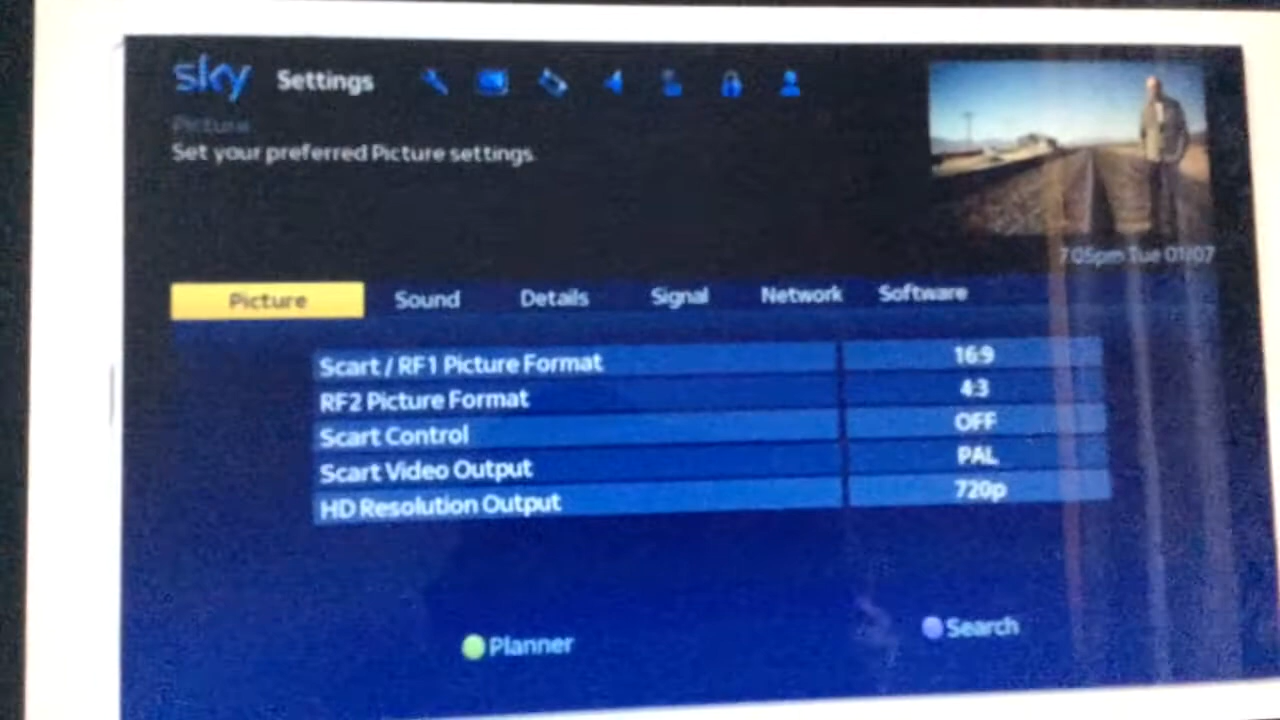 sky Settings
Picture
Set your preferred Picture settings.
7.05pm Tue 01/07
Picture Sound Details Signal Network Software
Scart / RF1 Picture Format 16:9
RF2 Picture Format 4:3
Scart Control OFF
Scart Video Output PAL
HD Resolution Output 720p
Planner Search